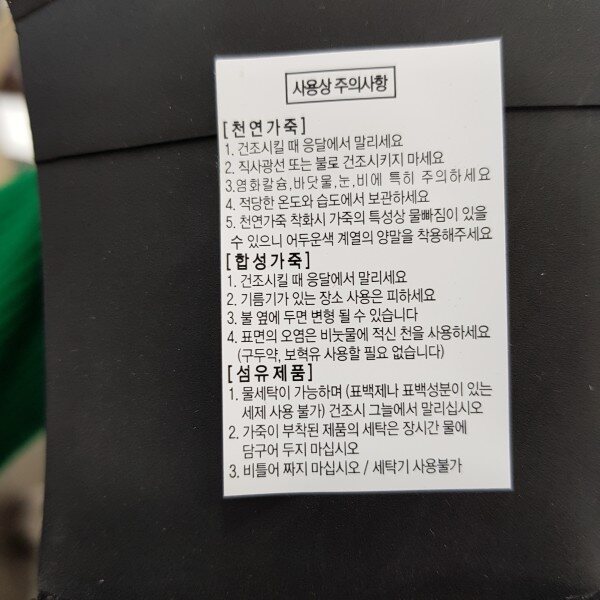 사용상 주의사항
[천연가죽]
1. 건조시킬 때 응달에서 말리세요
2. 직사광선 또는 불로 건조시키지 마세요
3.염화칼슘,바닷물,눈,비에 특히 주의하세요
4. 적당한 온도와 습도에서 보관하세요
5. 천연가죽 착화시 가죽의 특성상 물빠짐이 있을
수 있으니 어두운색 계열의 양말을 착용해주세요
[합성가죽]
1. 건조시킬 때 응달에서 말리세요
2. 기름기가 있는 장소 사용은 피하세요
3. 불 옆에 두면 변형 될 수 있습니다
4. 표면의 오염은 비눗물에 적신 천을 사용하세요
(구두약, 보혁유 사용할 필요 없습니다)
[섬유제품]
1. 물세탁이 가능하며 (표백제나 표백성분이 있는
세제 사용 불가) 건조시 그늘에서 말리십시오
2. 가죽이 부착된 제품의 세탁은 장시간 물에
담구어 두지 마십시오
3. 비틀어 짜지 마십시오 / 세탁기 사용불가